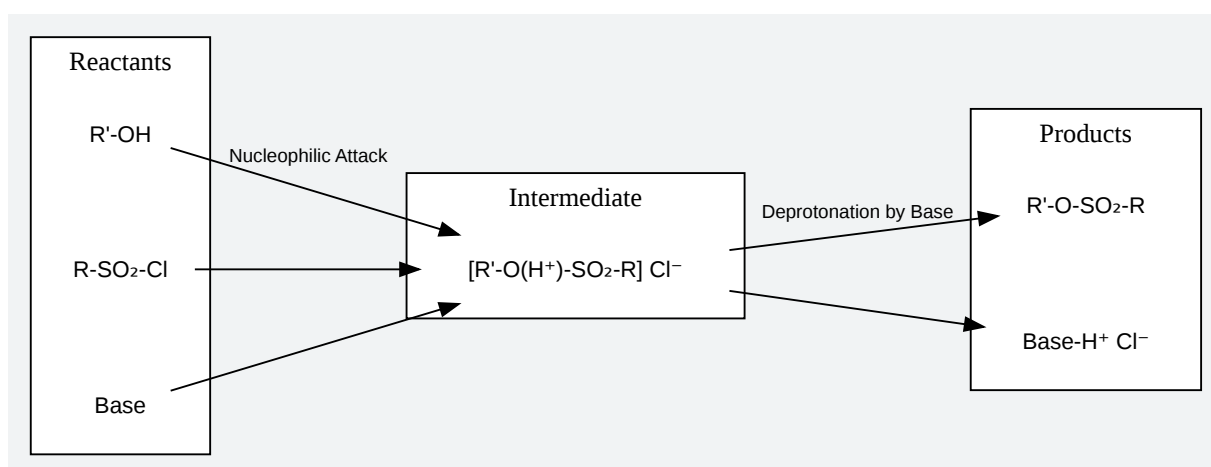 Reactants
R'-OH
R-SO₂-Cl
Base
Nucleophilic Attack
Intermediate
[R'-O(H⁺)-SO₂-R] Cl⁻
Deprotonation by Base
Products
R'-O-SO₂-R
Base-H⁺ Cl⁻